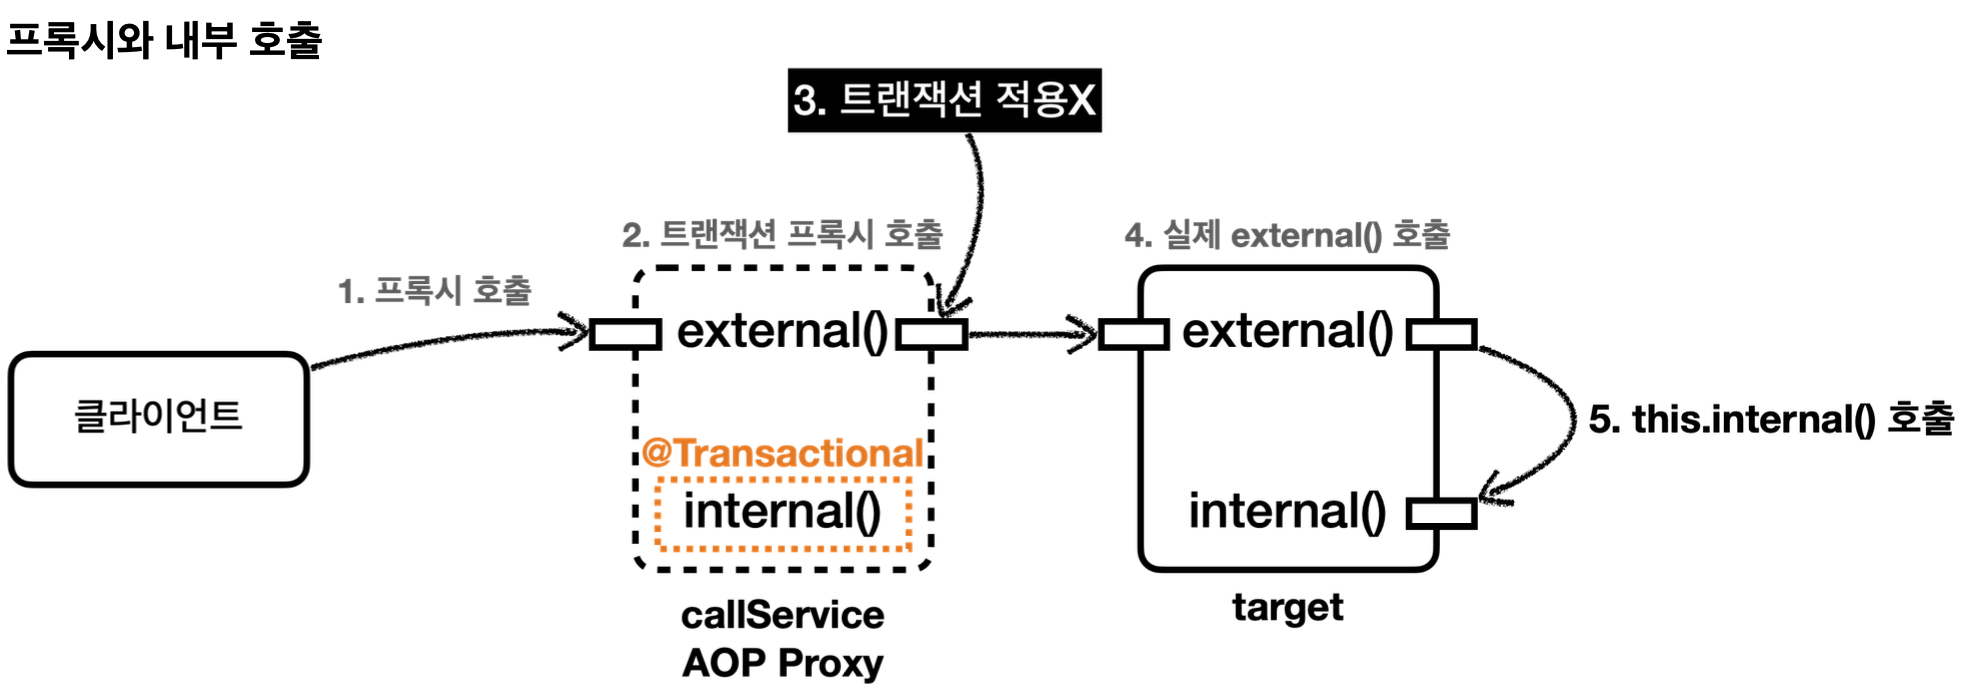 프록시와 내부 호출
3. 트랜잭션 적용X
2. 트랜잭션 프록시 호출
4. 실제 external() 호출
1. 프록시 호출
external()
external()
클라이언트
5. this.internal() 호출
@Transactional
internal()
internal()
callService
AOP Proxy
target